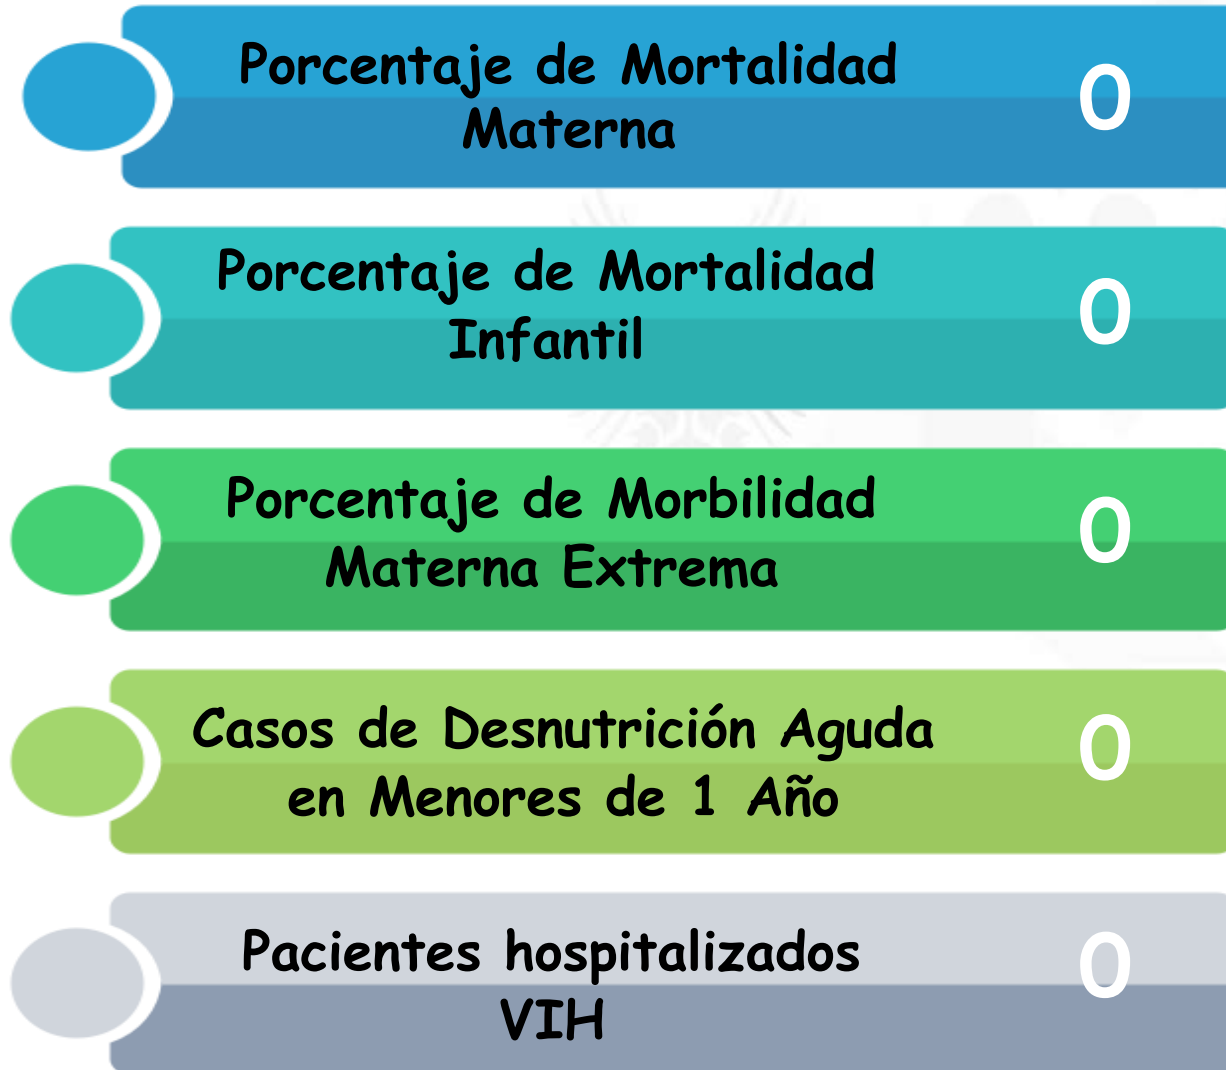 Porcentaje de Mortalidad
Materna
0
Porcentaje de Mortalidad
Infantil
0
Porcentaje de Morbilidad
Materna Extrema
0
Casos de Desnutrición Aguda
en Menores de 1 Año
0
Pacientes hospitalizados
VIH
0